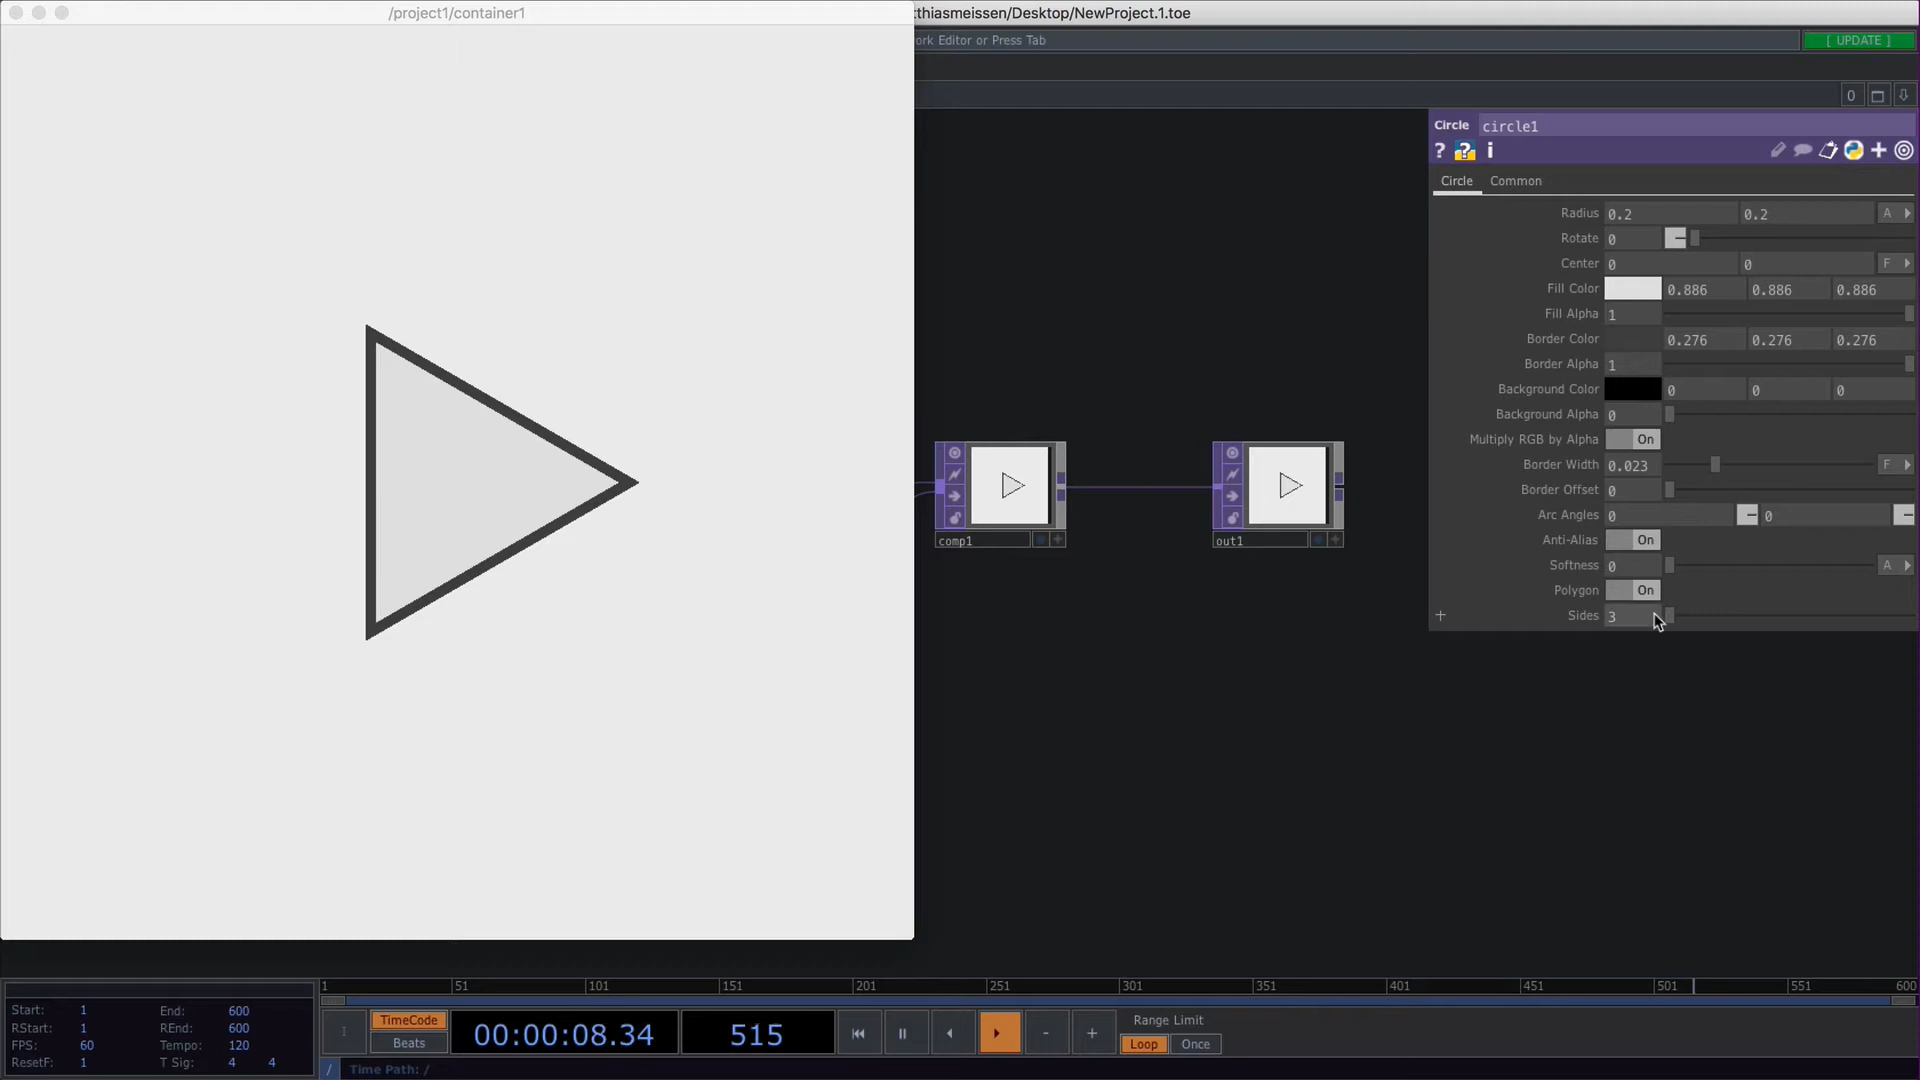 /project1/container1
tthiasmeissen/Desktop/NewProject.1.toe
ork Editor or Press Tab
[ UPDATE ]
0
Circle circle1
? ? i
Circle Common
Radius 0.2 0.2 A
Rotate 0
Center 0 0 F
Fill Color 0.886 0.886 0.886
Fill Alpha 1
Border Color 0.276 0.276 0.276
Border Alpha 1
Background Color 0 0 0
Background Alpha 0
Multiply RGB by Alpha On
Border Width 0.023 F
Border Offset 0
Arc Angles 0 0
Anti-Alias On
Softness 0 A
Polygon On
+ Sides 3
comp1
out1
1 51 101 151 201 251 301 351 401 451 501 551 600
Start: 1 End: 600
RStart: 1 REnd: 600
FPS: 60 Tempo: 120
ResetF: 1 T Sig: 4 4
1
TimeCode
Beats
00:00:08.34
515
- +
Range Limit
Loop Once
/ Time Path: /